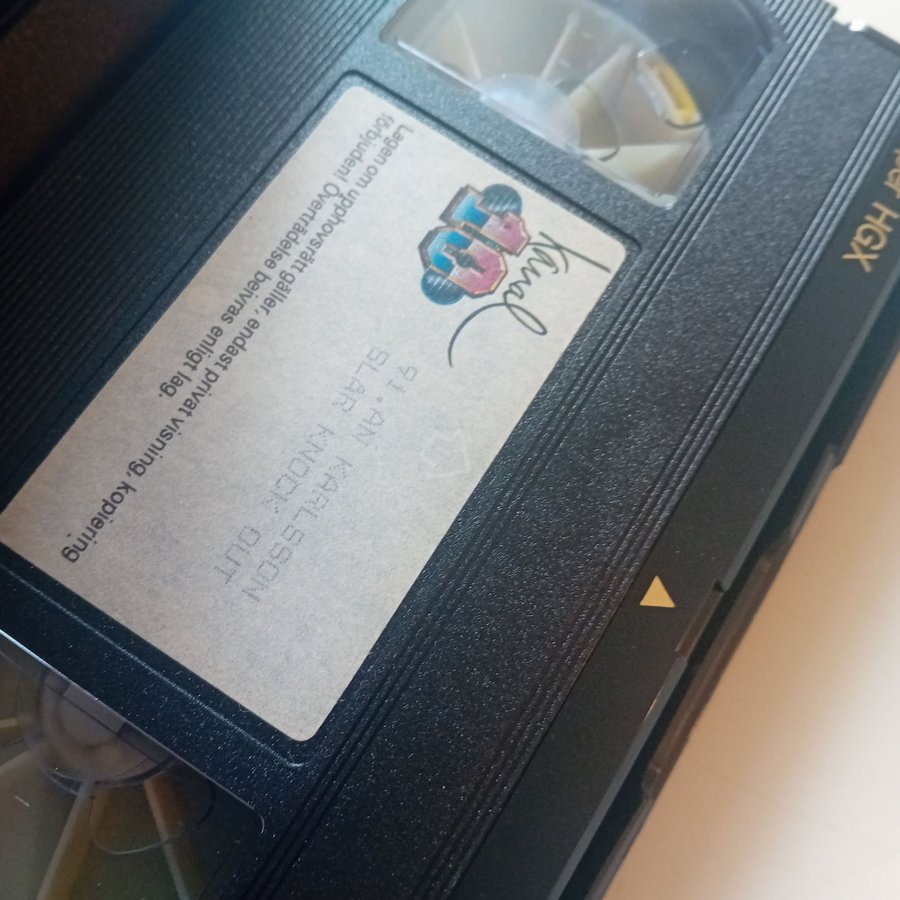 HGX
Kanal
91:AN KARLSSON
SLAR KNOCK OUT
Lagen om upphovsrätt gäller, endast privat visning, kopiering
förbjuden! Överträdelse beivras enligt lag.